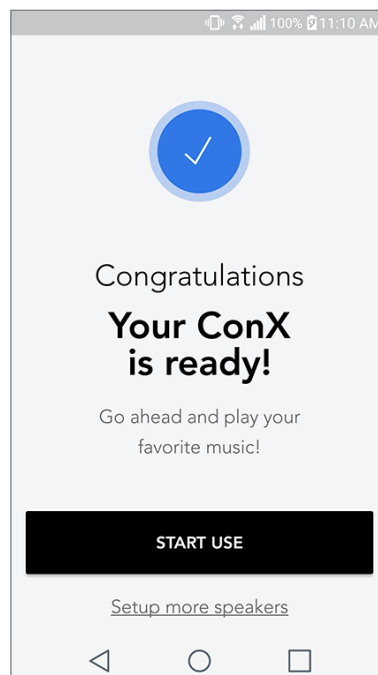 100% 11:10 AM
Congratulations
Your ConX
is ready!
Go ahead and play your
favorite music!
START USE
Setup more speakers